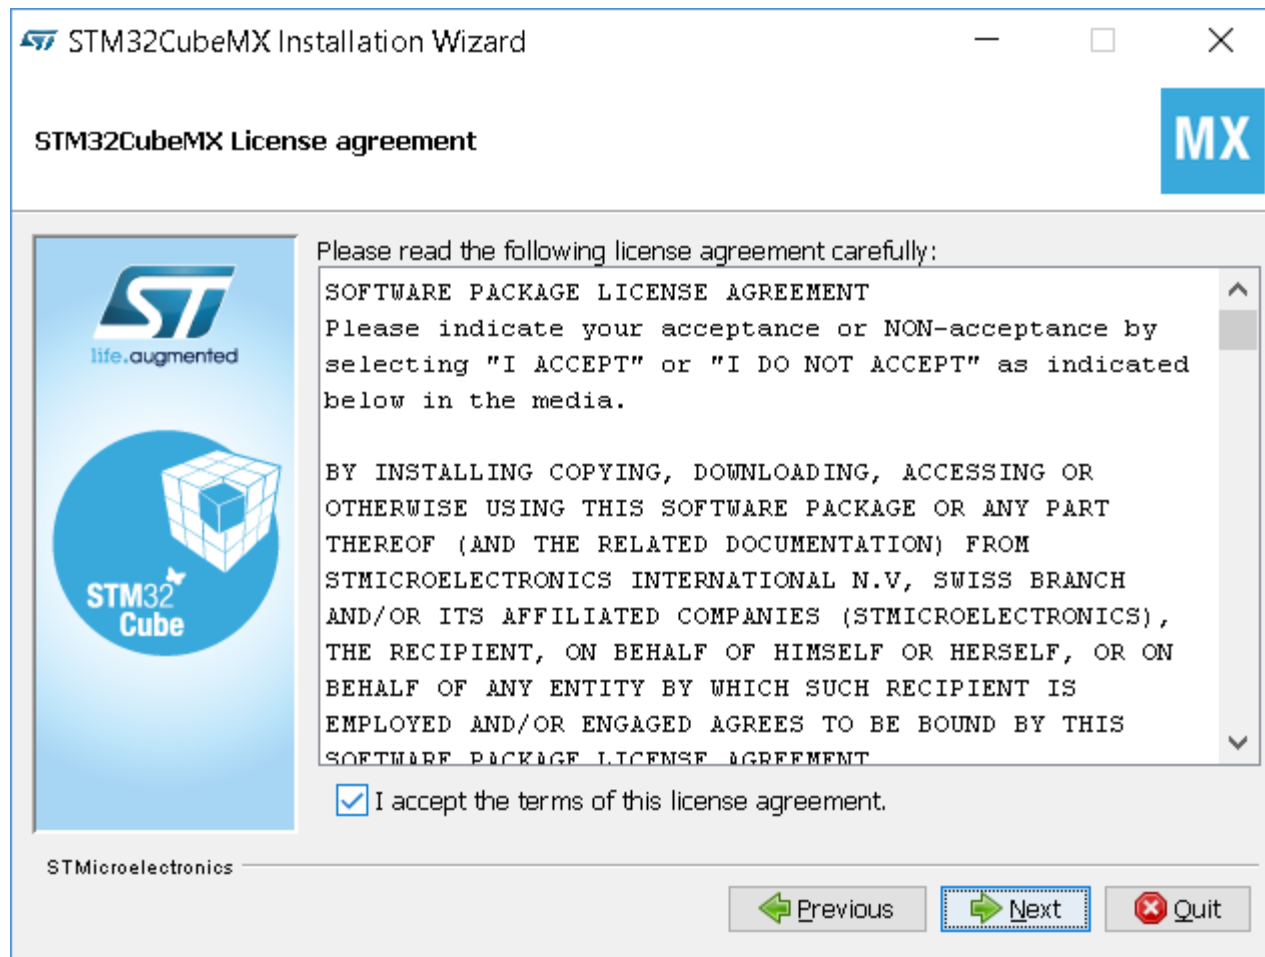 STM32CubeMX Installation Wizard
STM32CubeMX License agreement
MX
ST
life.augmented
STM32
Cube
Please read the following license agreement carefully:
SOFTWARE PACKAGE LICENSE AGREEMENT
Please indicate your acceptance or NON-acceptance by
selecting "I ACCEPT" or "I DO NOT ACCEPT" as indicated
below in the media.
BY INSTALLING COPYING, DOWNLOADING, ACCESSING OR
OTHERWISE USING THIS SOFTWARE PACKAGE OR ANY PART
THEREOF (AND THE RELATED DOCUMENTATION) FROM
STMICROELECTRONICS INTERNATIONAL N.V, SWISS BRANCH
AND/OR ITS AFFILIATED COMPANIES (STMICROELECTRONICS),
THE RECIPIENT, ON BEHALF OF HIMSELF OR HERSELF, OR ON
BEHALF OF ANY ENTITY BY WHICH SUCH RECIPIENT IS
EMPLOYED AND/OR ENGAGED AGREES TO BE BOUND BY THIS
SOFTWARE PACKAGE LICENSE AGREEMENT
I accept the terms of this license agreement.
STMicroelectronics
Previous
Next
Quit